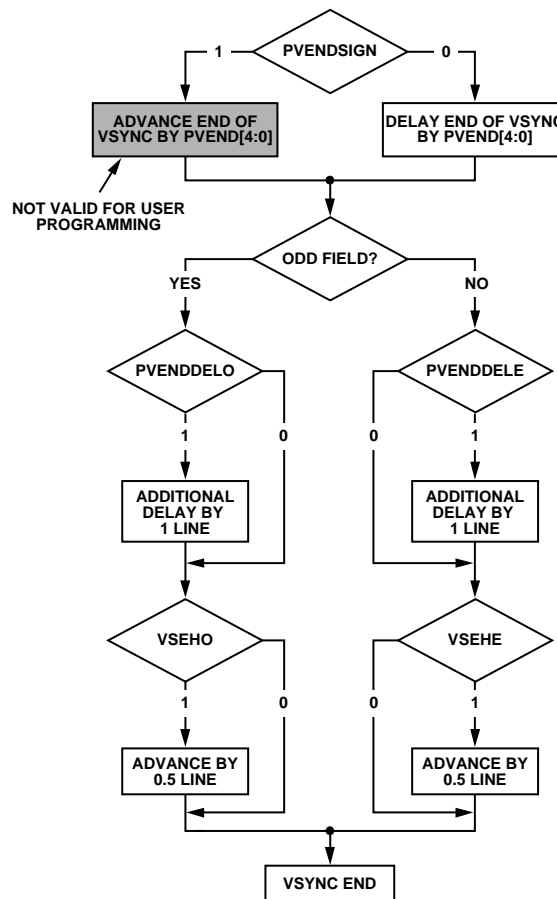 PVENDSIGN
1
0
ADVANCE END OF
VSYNC BY PVEND[4:0]
DELAY END OF VSYNC
BY PVEND[4:0]
NOT VALID FOR USER
PROGRAMMING
ODD FIELD?
YES
NO
PVENDDELO
PVENDDELE
1
0
0
1
ADDITIONAL
DELAY BY
1 LINE
ADDITIONAL
DELAY BY
1 LINE
VSEHO
VSEHE
1
0
0
1
ADVANCE BY
0.5 LINE
ADVANCE BY
0.5 LINE
VSYNC END